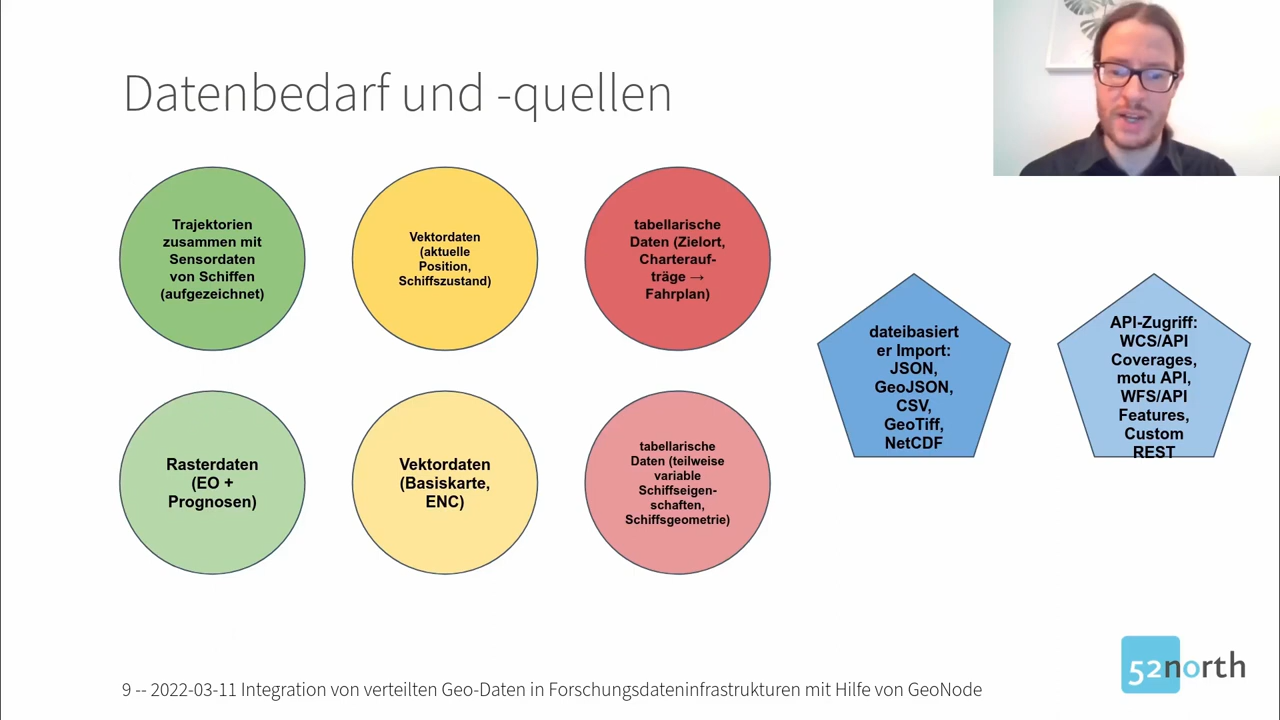 Datenbedarf und -quellen
Trajektorien
zusammen mit
Sensordaten
von Schiffen
(aufgezeichnet)
Vektordaten
(aktuelle
Position,
Schiffszustand)
tabellarische
Daten (Zielort,
Charterauf-
träge →
Fahrplan)
dateibasiert
er Import:
JSON,
GeoJSON,
CSV,
GeoTiff,
NetCDF
API-Zugriff:
WCS/API
Coverages,
motu API,
WFS/API
Features,
Custom
REST
Rasterdaten
(EO +
Prognosen)
Vektordaten
(Basiskarte,
ENC)
tabellarische
Daten (teilweise
variable
Schiffseigen-
schaften,
Schiffsgeometrie)
52north
9 -- 2022-03-11 Integration von verteilten Geo-Daten in Forschungsdateninfrastrukturen mit Hilfe von GeoNode